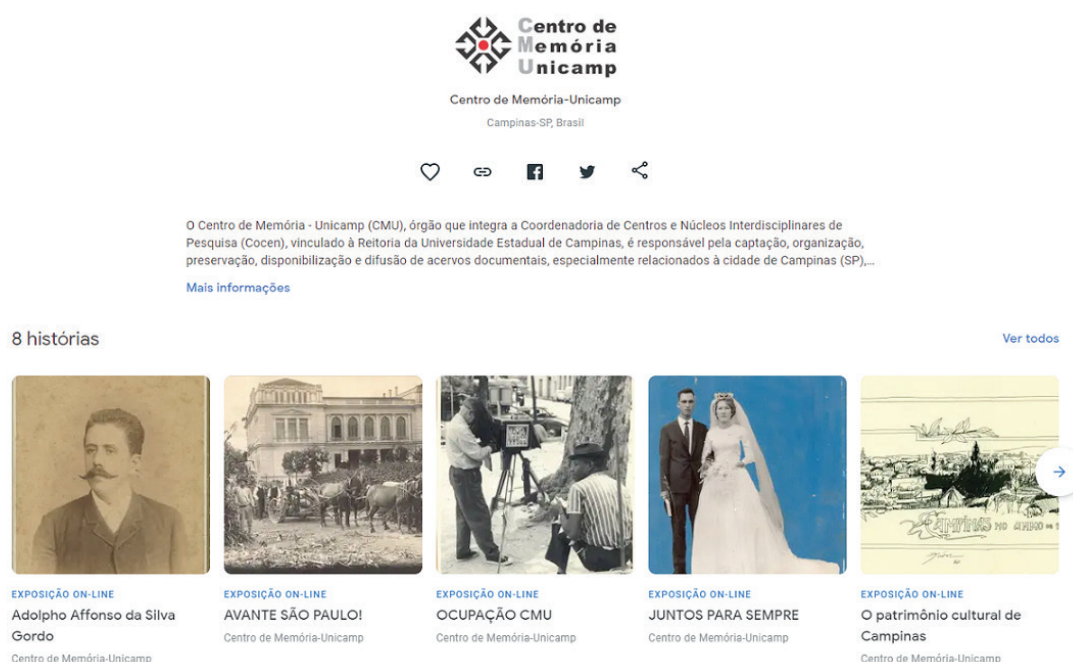 Centro de
Memória
Unicamp
Centro de Memória-Unicamp
Campinas-SP, Brasil
O Centro de Memória - Unicamp (CMU), órgão que integra a Coordenadoria de Centros e Núcleos Interdisciplinares de
Pesquisa (Cocen), vinculado à Reitoria da Universidade Estadual de Campinas, é responsável pela captação, organização,
preservação, disponibilização e difusão de acervos documentais, especialmente relacionados à cidade de Campinas (SP),...
Mais informações
8 histórias
Ver todos
CAMPINAS NO ANNO
EXPOSIÇÃO ON-LINE
Adolpho Affonso da Silva
Gordo
Centro de Memória-Unicamp
EXPOSIÇÃO ON-LINE
AVANTE SÃO PAULO!
Centro de Memória-Unicamp
EXPOSIÇÃO ON-LINE
OCUPAÇÃO CMU
Centro de Memória-Unicamp
EXPOSIÇÃO ON-LINE
JUNTOS PARA SEMPRE
Centro de Memória-Unicamp
EXPOSIÇÃO ON-LINE
O patrimônio cultural de
Campinas
Centro de Memória-Unicamp